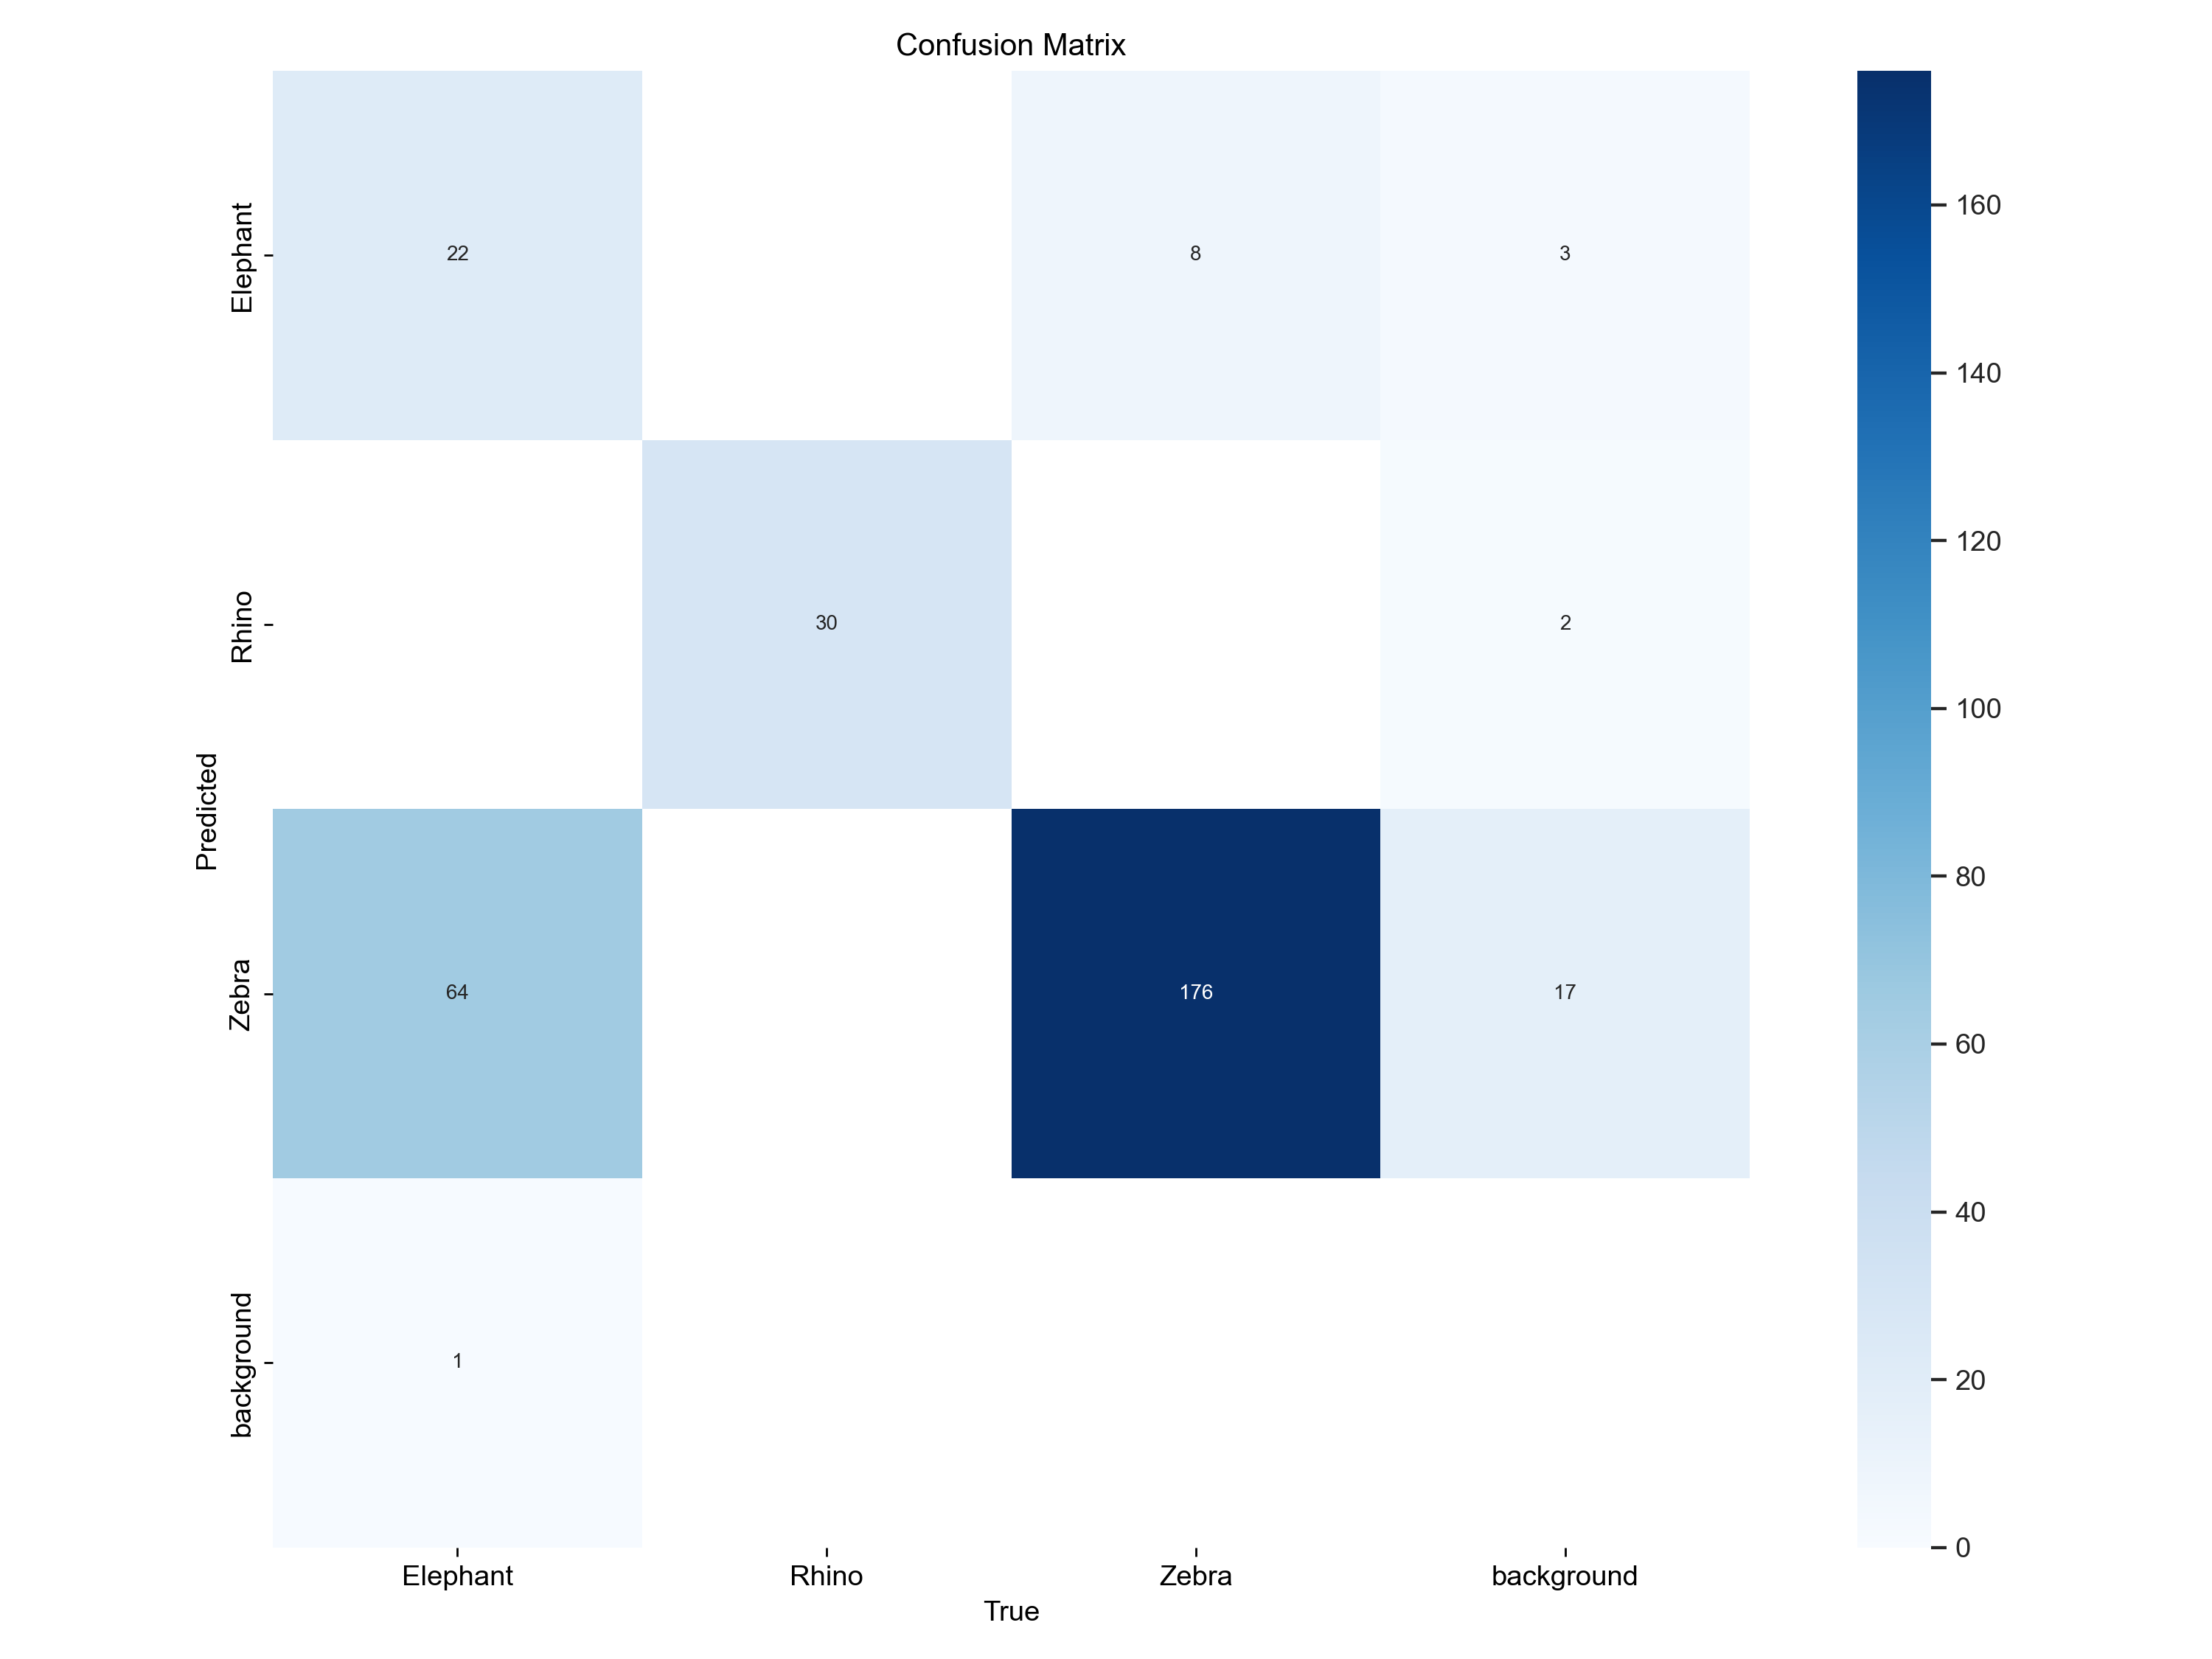 Confusion Matrix
Elephant
22
8
3
Rhino
30
2
Predicted
Zebra
64
176
17
background
1
Elephant
Rhino
Zebra
background
True
160
140
120
100
80
60
40
20
0